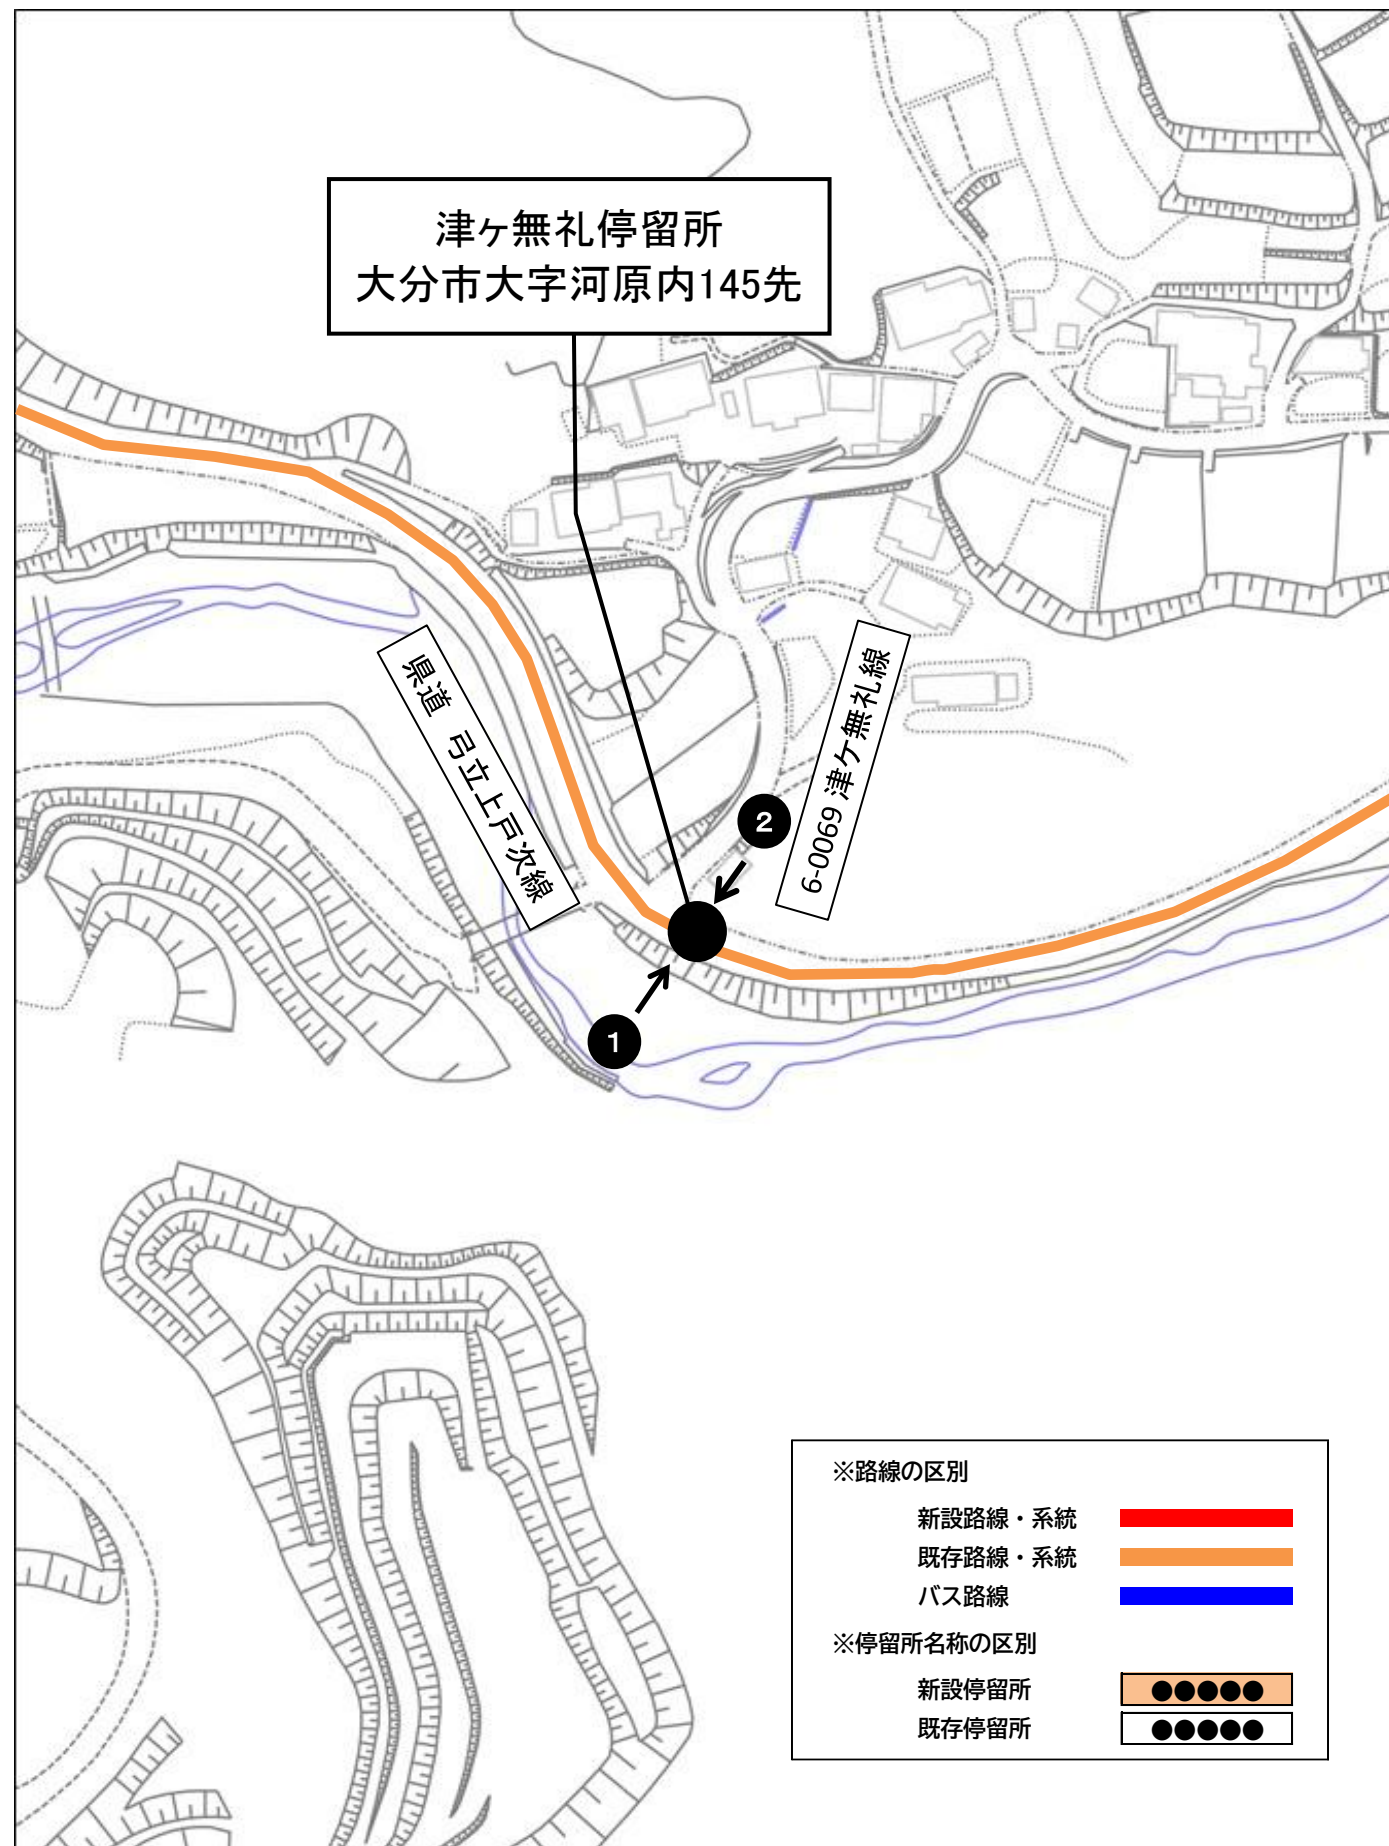 津ヶ無礼停留所
大分市大字河原内145先
県道　弓立上戸次線
6-0069 津ケ無礼線
2
1
※路線の区別
新設路線・系統
既存路線・系統
バス路線
※停留所名称の区別
新設停留所 ●●●●●
既存停留所 ●●●●●